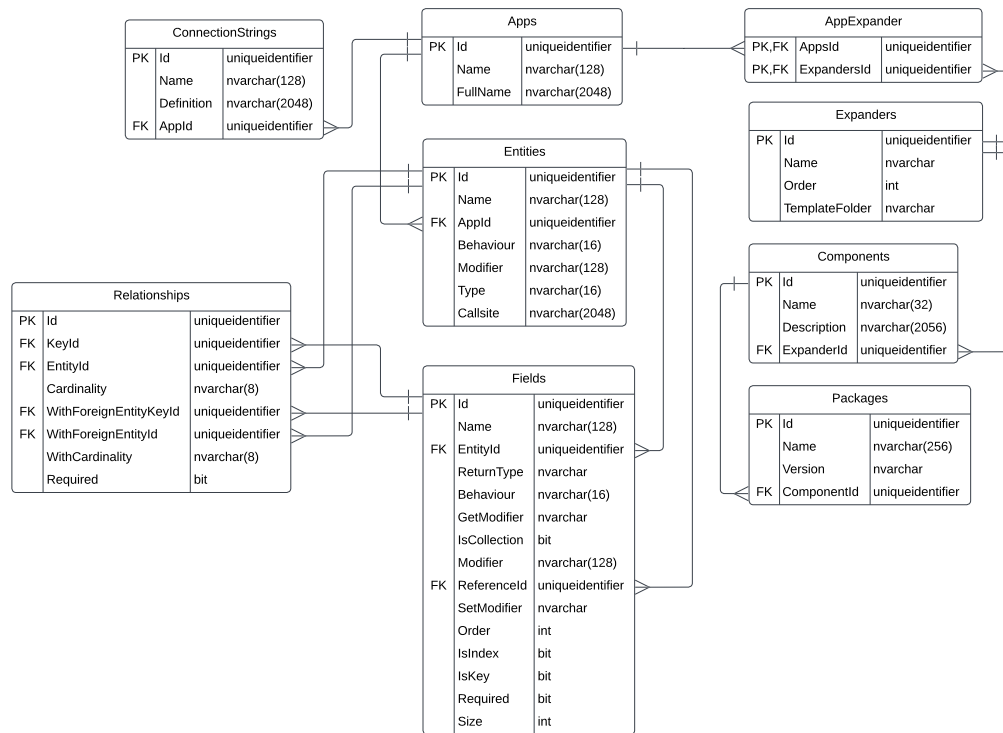 ConnectionStrings
PK Id uniqueidentifier
Name nvarchar(128)
Definition nvarchar(2048)
FK AppId uniqueidentifier
Apps
PK Id uniqueidentifier
Name nvarchar(128)
FullName nvarchar(2048)
AppExpander
PK,FK AppsId uniqueidentifier
PK,FK ExpandersId uniqueidentifier
Expanders
PK Id uniqueidentifier
Name nvarchar
Order int
TemplateFolder nvarchar
Entities
PK Id uniqueidentifier
Name nvarchar(128)
FK AppId uniqueidentifier
Behaviour nvarchar(16)
Modifier nvarchar(128)
Type nvarchar(16)
Callsite nvarchar(2048)
Components
PK Id uniqueidentifier
Name nvarchar(32)
Description nvarchar(2056)
FK ExpanderId uniqueidentifier
Relationships
PK Id uniqueidentifier
FK KeyId uniqueidentifier
FK EntityId uniqueidentifier
Cardinality nvarchar(8)
FK WithForeignEntityKeyId uniqueidentifier
FK WithForeignEntityId uniqueidentifier
WithCardinality nvarchar(8)
Required bit
Fields
PK Id uniqueidentifier
Name nvarchar(128)
FK EntityId uniqueidentifier
ReturnType nvarchar
Behaviour nvarchar(16)
GetModifier nvarchar
IsCollection bit
Modifier nvarchar(128)
FK ReferenceId uniqueidentifier
SetModifier nvarchar
Order int
IsIndex bit
IsKey bit
Required bit
Size int
Packages
PK Id uniqueidentifier
Name nvarchar(256)
Version nvarchar
FK ComponentId uniqueidentifier